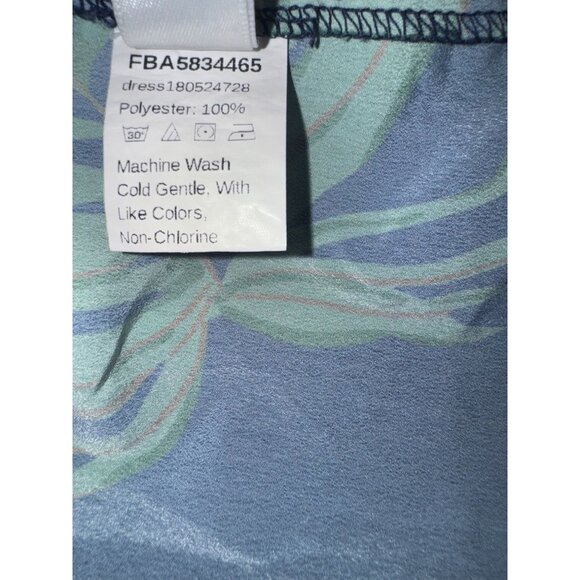 FBA5834465
dress180524728
Polyester: 100%
30°
Machine Wash
Cold Gentle, With
Like Colors,
Non-Chlorine